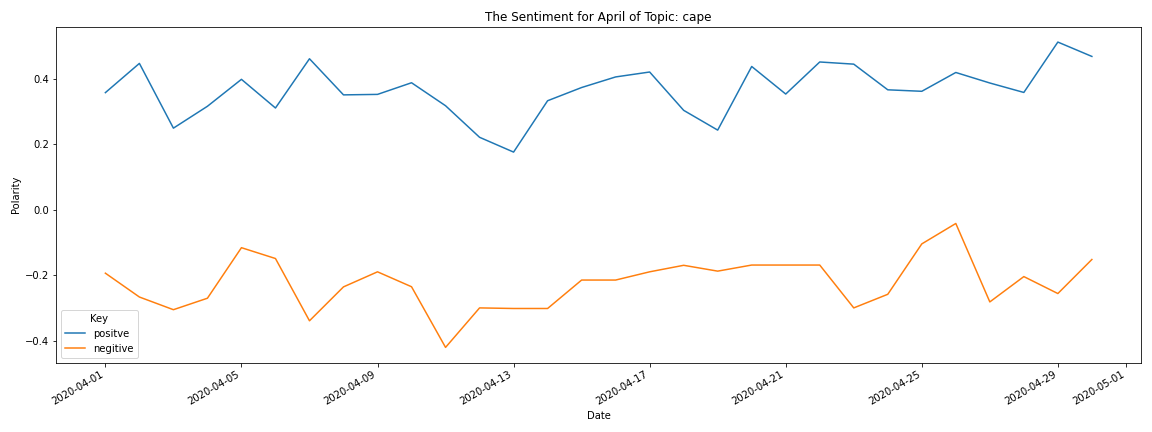 The Sentiment for April of Topic: cape
Polarity
0.4
0.2
0.0
−0.2
−0.4
Key
positve
negitive
2020-04-01
2020-04-05
2020-04-09
2020-04-13
2020-04-17
2020-04-21
2020-04-25
2020-04-29
2020-05-01
Date